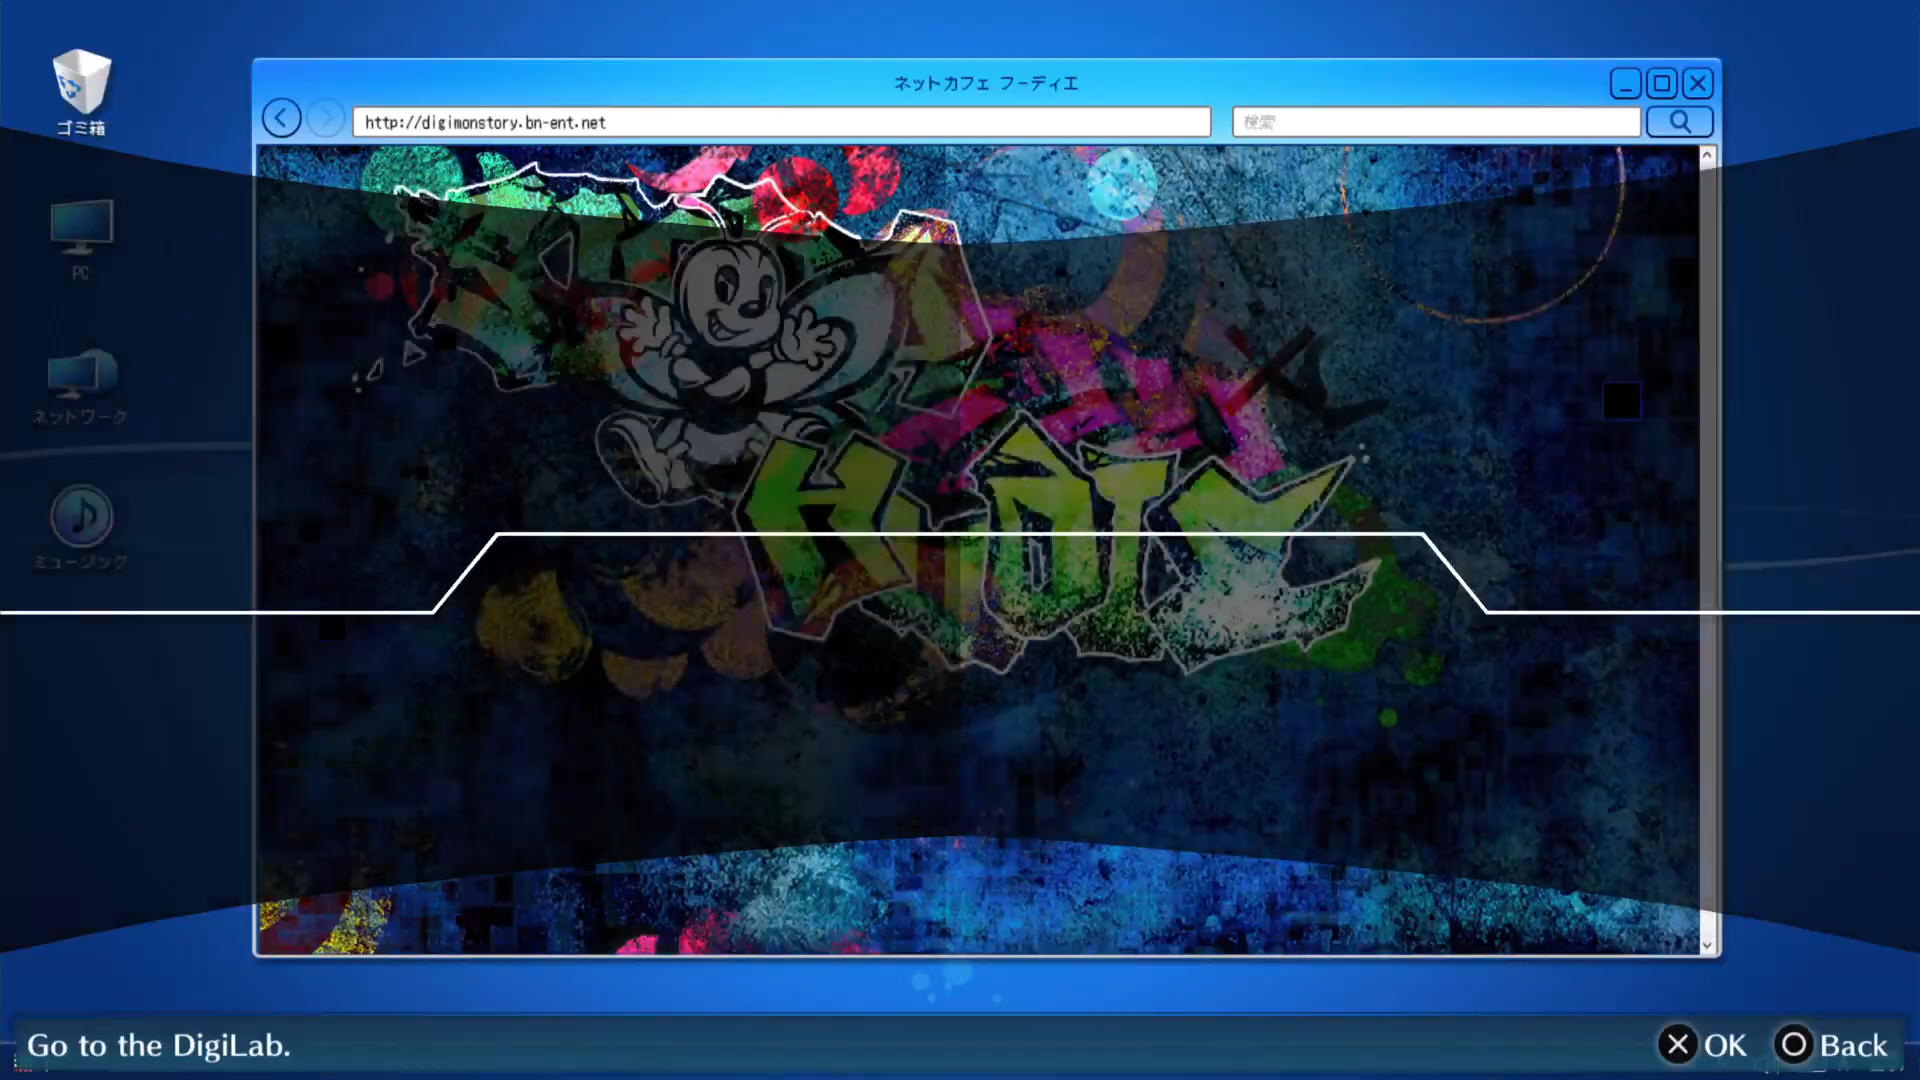 ゴミ箱
ネットカフェ フーディエ
http://digimonstory.bn-ent.net
検索
PC
ネットワーク
ミュージック
Go to the DigiLab.
OK
Back